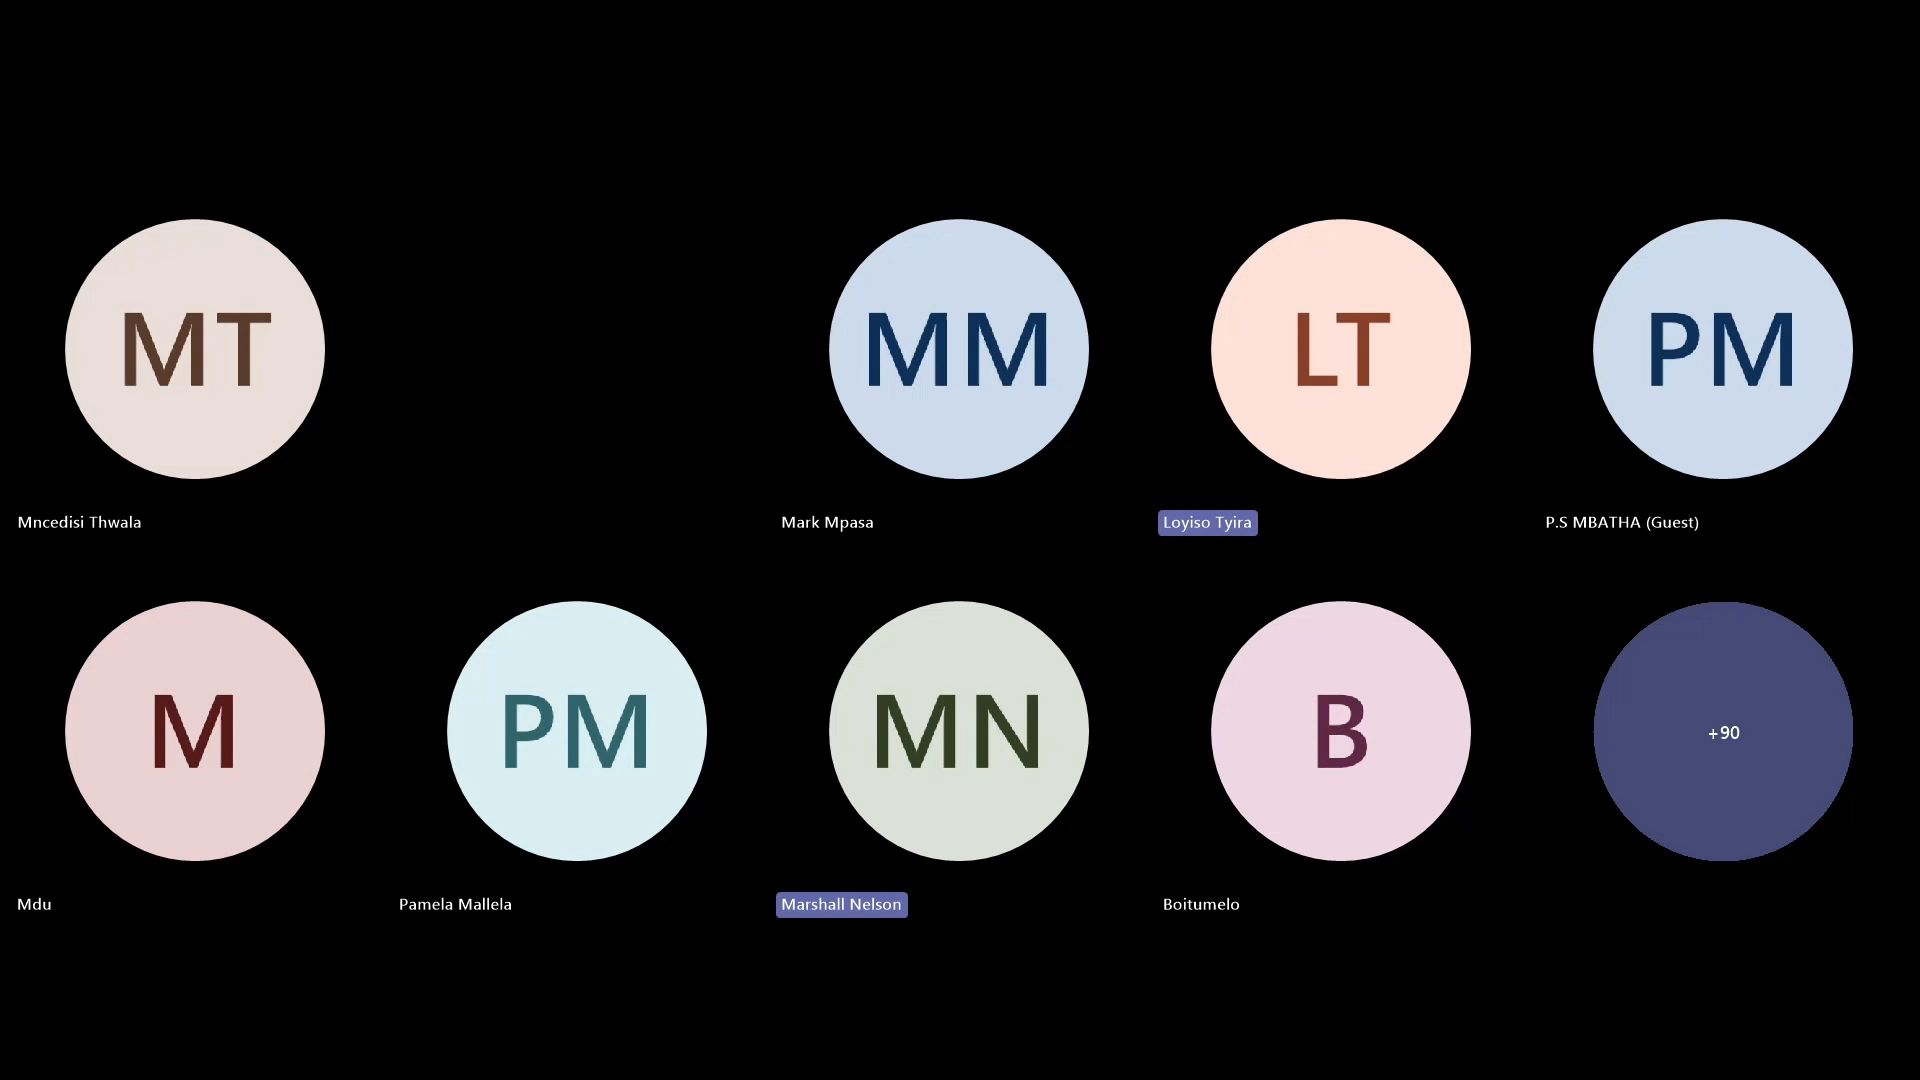 MT
MM
LT
PM
Mncedisi Thwala
Mark Mpasa
Loyiso Tyira
P.S MBATHA (Guest)
M
PM
MN
B
+90
Mdu
Pamela Mallela
Marshall Nelson
Boitumelo